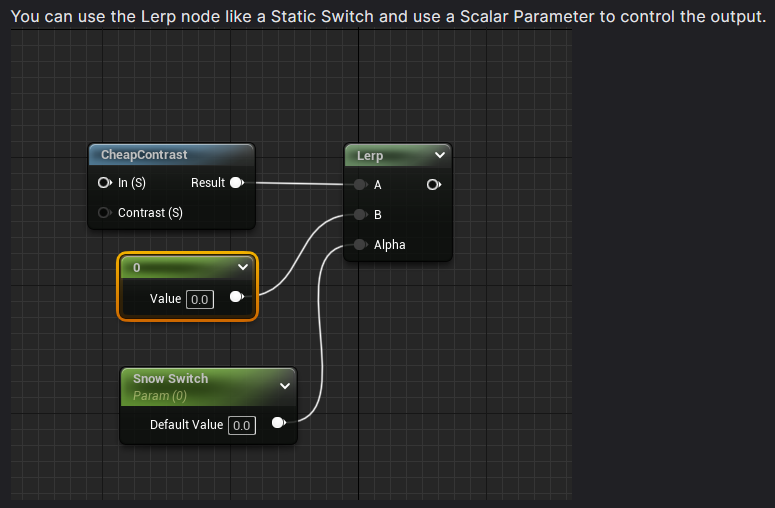 You can use the Lerp node like a Static Switch and use a Scalar Parameter to control the output.
CheapContrast
In (S) Result
Contrast (S)
Lerp
A
B
Alpha
0
Value 0.0
Snow Switch
Param (0)
Default Value 0.0